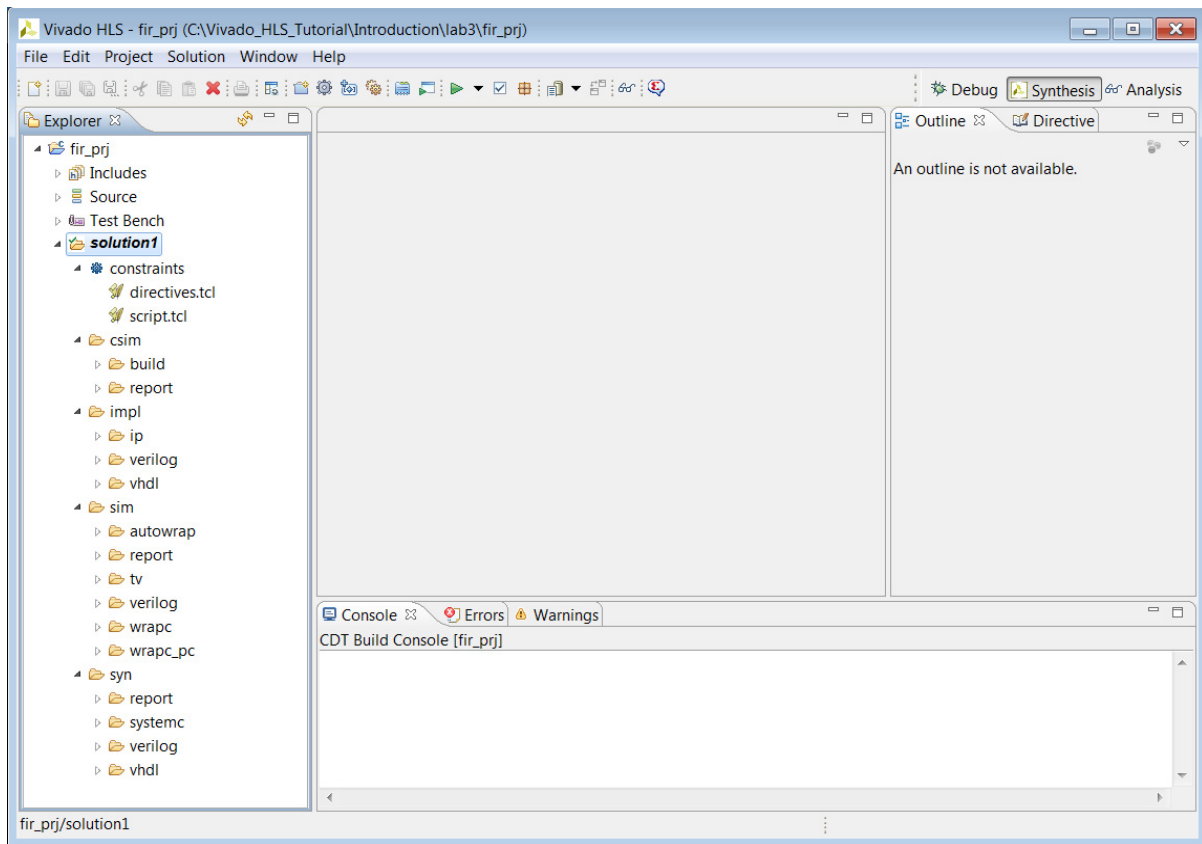 Vivado HLS - fir_prj (C:\Vivado_HLS_Tutorial\Introduction\lab3\fir_prj)
File Edit Project Solution Window Help
Debug Synthesis Analysis
Explorer
Outline Directive
fir_prj
Includes
An outline is not available.
Source
Test Bench
solution1
constraints
directives.tcl
script.tcl
csim
build
report
impl
ip
verilog
vhdl
sim
autowrap
report
tv
verilog
wrapc
wrapc_pc
syn
report
systemc
verilog
vhdl
Console Errors Warnings
CDT Build Console [fir_prj]
fir_prj/solution1